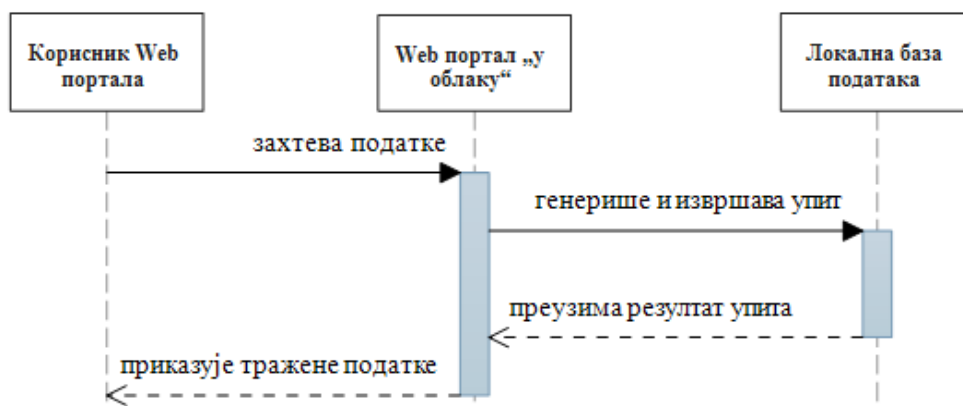 Корисник Web
портала
Web портал „у
облаку“
Локална база
података
захтева податке
генерише и извршава упит
преузима резултат упита
приказује тражене податке